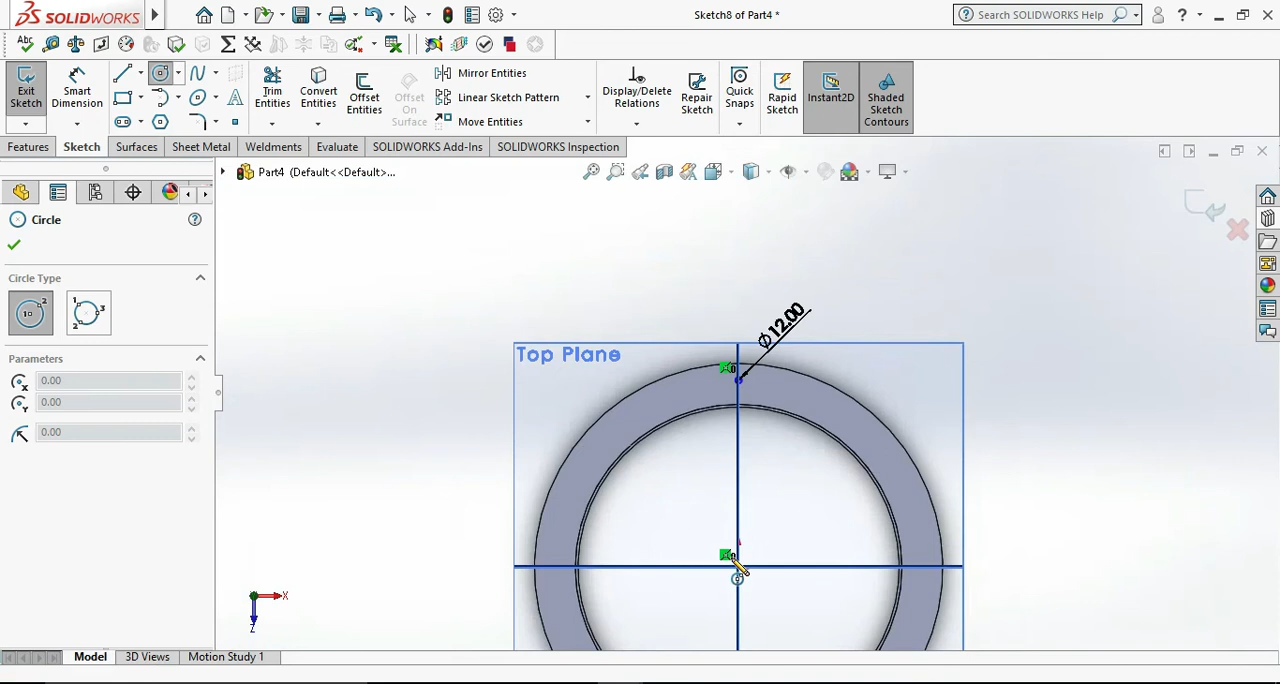 SOLIDWORKS
Sketch8 of Part4 *
Search SOLIDWORKS Help
Exit Sketch
Smart Dimension
Trim Entities
Convert Entities
Offset Entities
Offset On Surface
Mirror Entities
Linear Sketch Pattern
Move Entities
Display/Delete Relations
Repair Sketch
Quick Snaps
Rapid Sketch
Instant2D
Shaded Sketch Contours
Features
Sketch
Surfaces
Sheet Metal
Weldments
Evaluate
SOLIDWORKS Add-Ins
SOLIDWORKS Inspection
Part4 (Default<<Default>...
Circle
Circle Type
Parameters
0.00
0.00
0.00
Top Plane
Ø12.00
X
Z
Model
3D Views
Motion Study 1